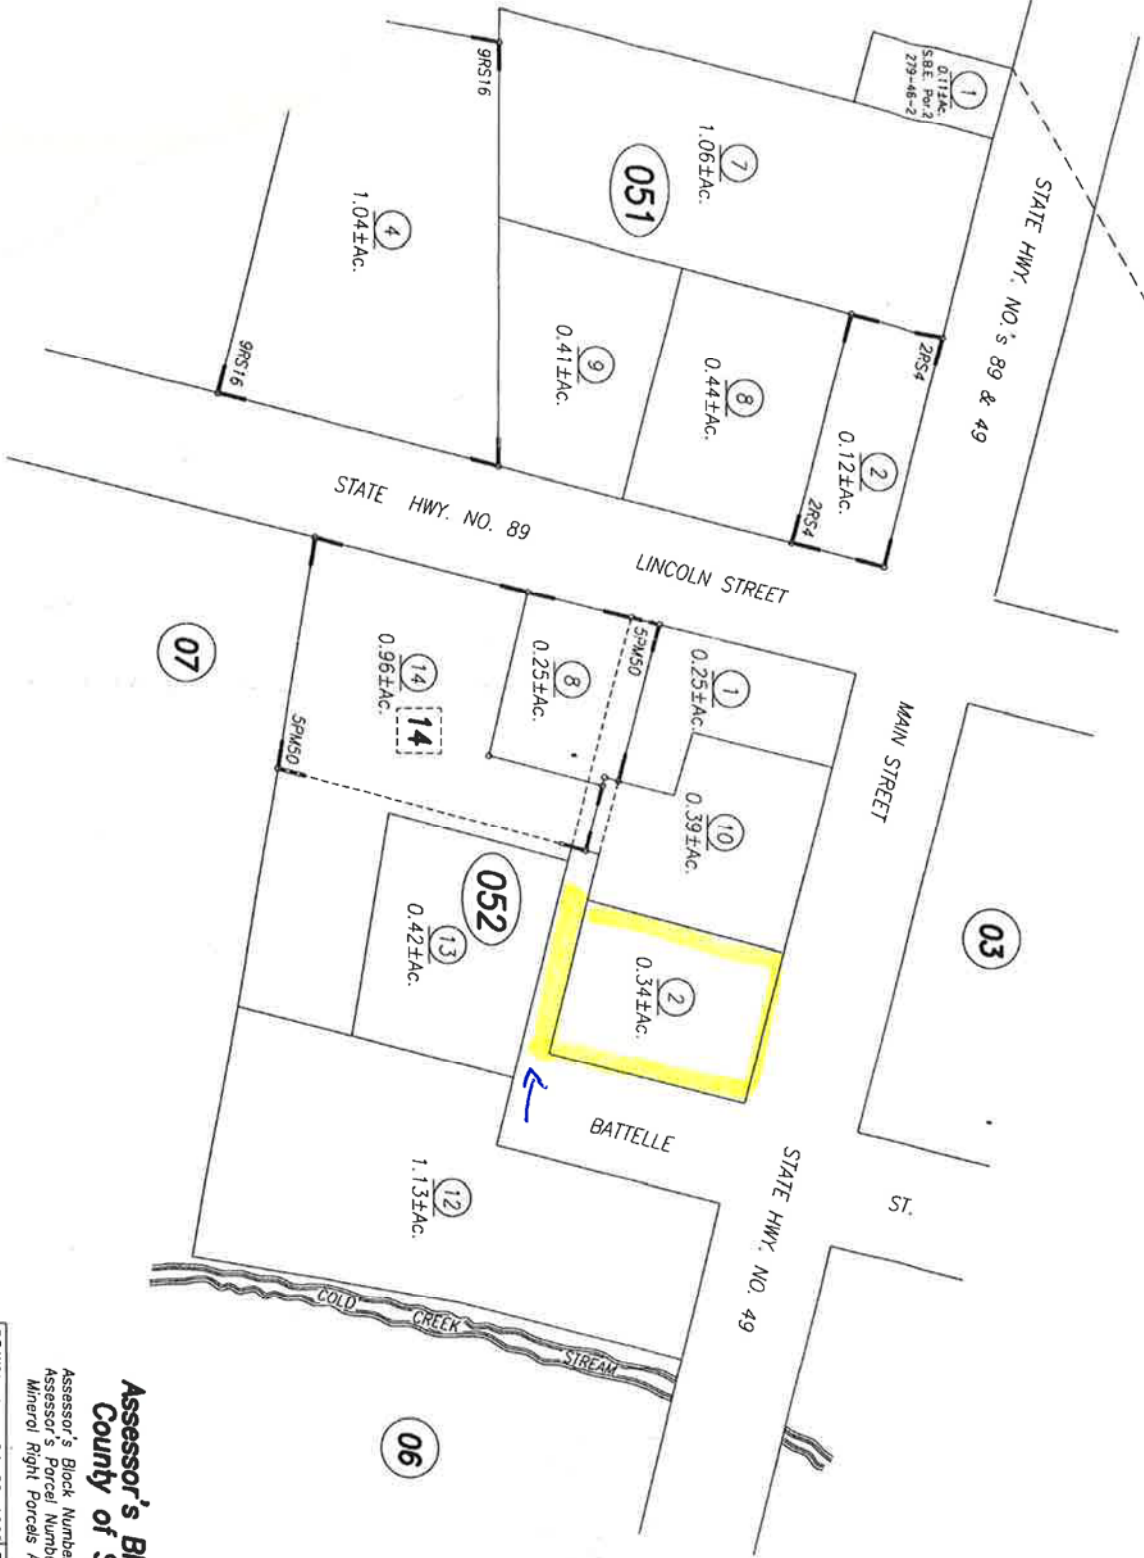 STATE HWY. NO.'s 89 & 49
1
0.11±Ac.
S.B.E. Par.2
279-46-2
7
1.06±Ac.
051
9RS16
4
1.04±Ac.
9RS16
9
0.41±Ac.
8
0.44±Ac.
2RS4
2
0.12±Ac.
2RS4
STATE HWY. NO. 89
LINCOLN STREET
MAIN STREET
07
14
0.96±Ac.
14
5PM50
8
0.25±Ac.
5PM50
1
0.25±Ac.
10
0.39±Ac.
03
052
13
0.42±Ac.
2
0.34±Ac.
BATTELLE
ST.
STATE HWY. NO. 49
12
1.13±Ac.
COLD CREEK STREAM
06
Assessor's
County of
Assessor's Block
Assessor's Parcel
Mineral Right Parcels